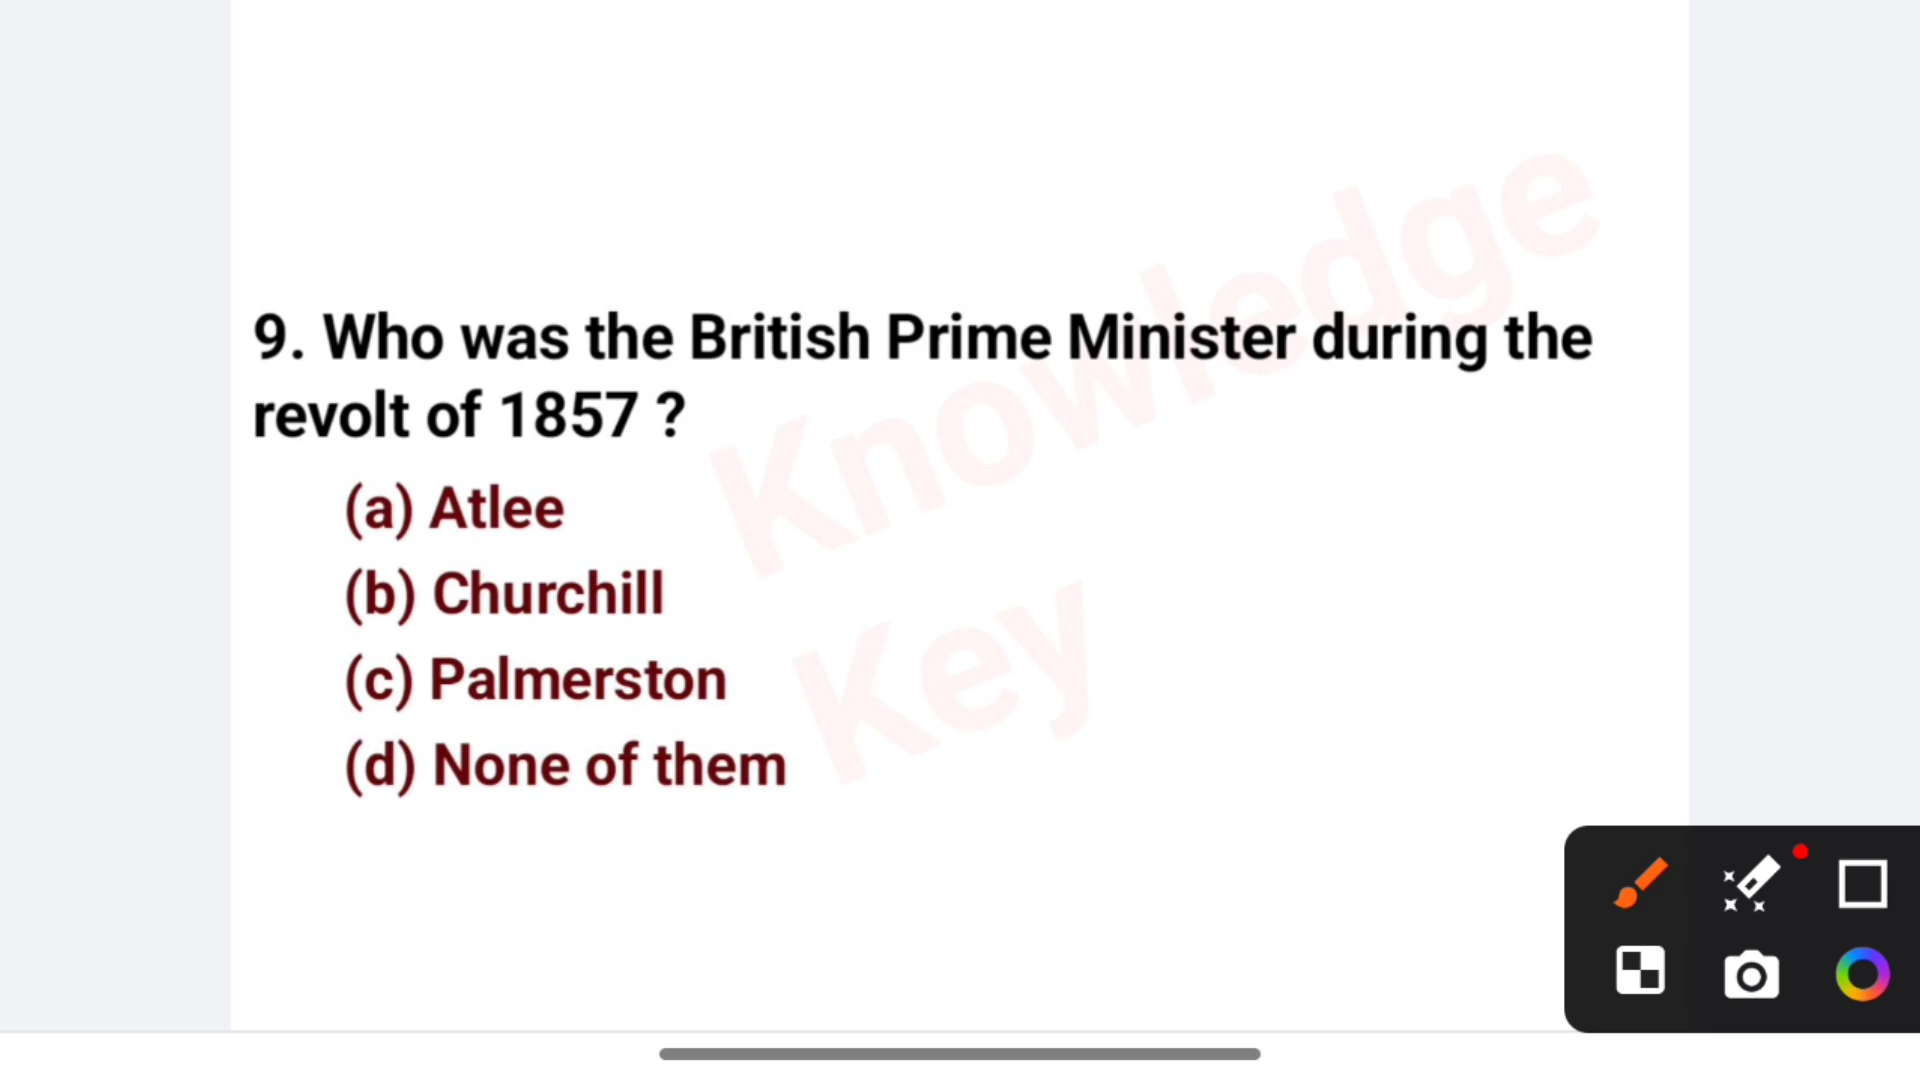 Knowledge
9. Who was the British Prime Minister during the
revolt of 1857 ?
(a) Atlee
(b) Churchill
(c) Palmerston
(d) None of them
Key